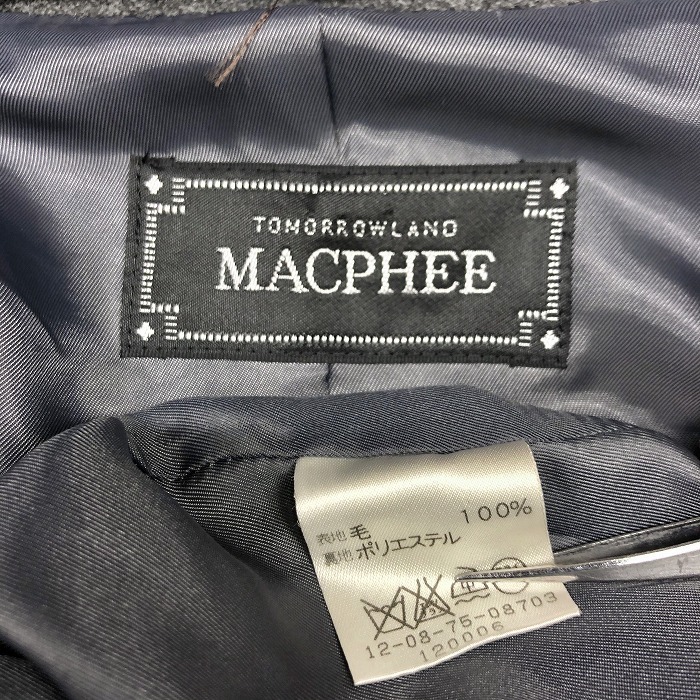 TOMORROWLAND
MACPHEE
表地 毛 100%
裏地 ポリエステル
12-08-75-08703
120006